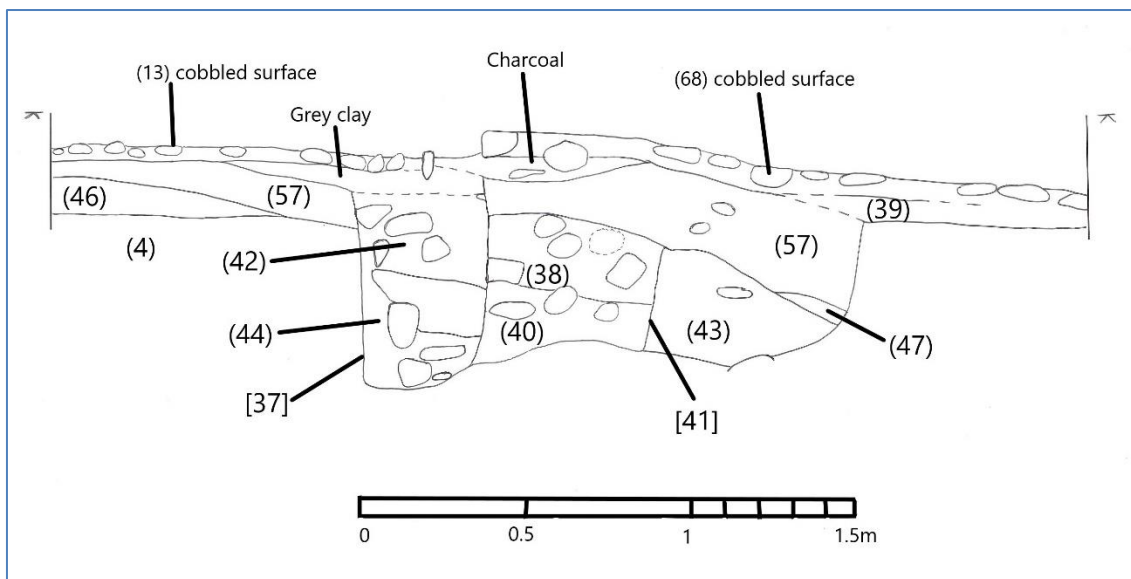 (13) cobbled surface
Charcoal
(68) cobbled surface
K
Grey clay
K
(46)
(57)
(39)
(4)
(42)
(38)
(57)
(44)
(40)
(43)
(47)
[37]
[41]
0
0.5
1
1.5m